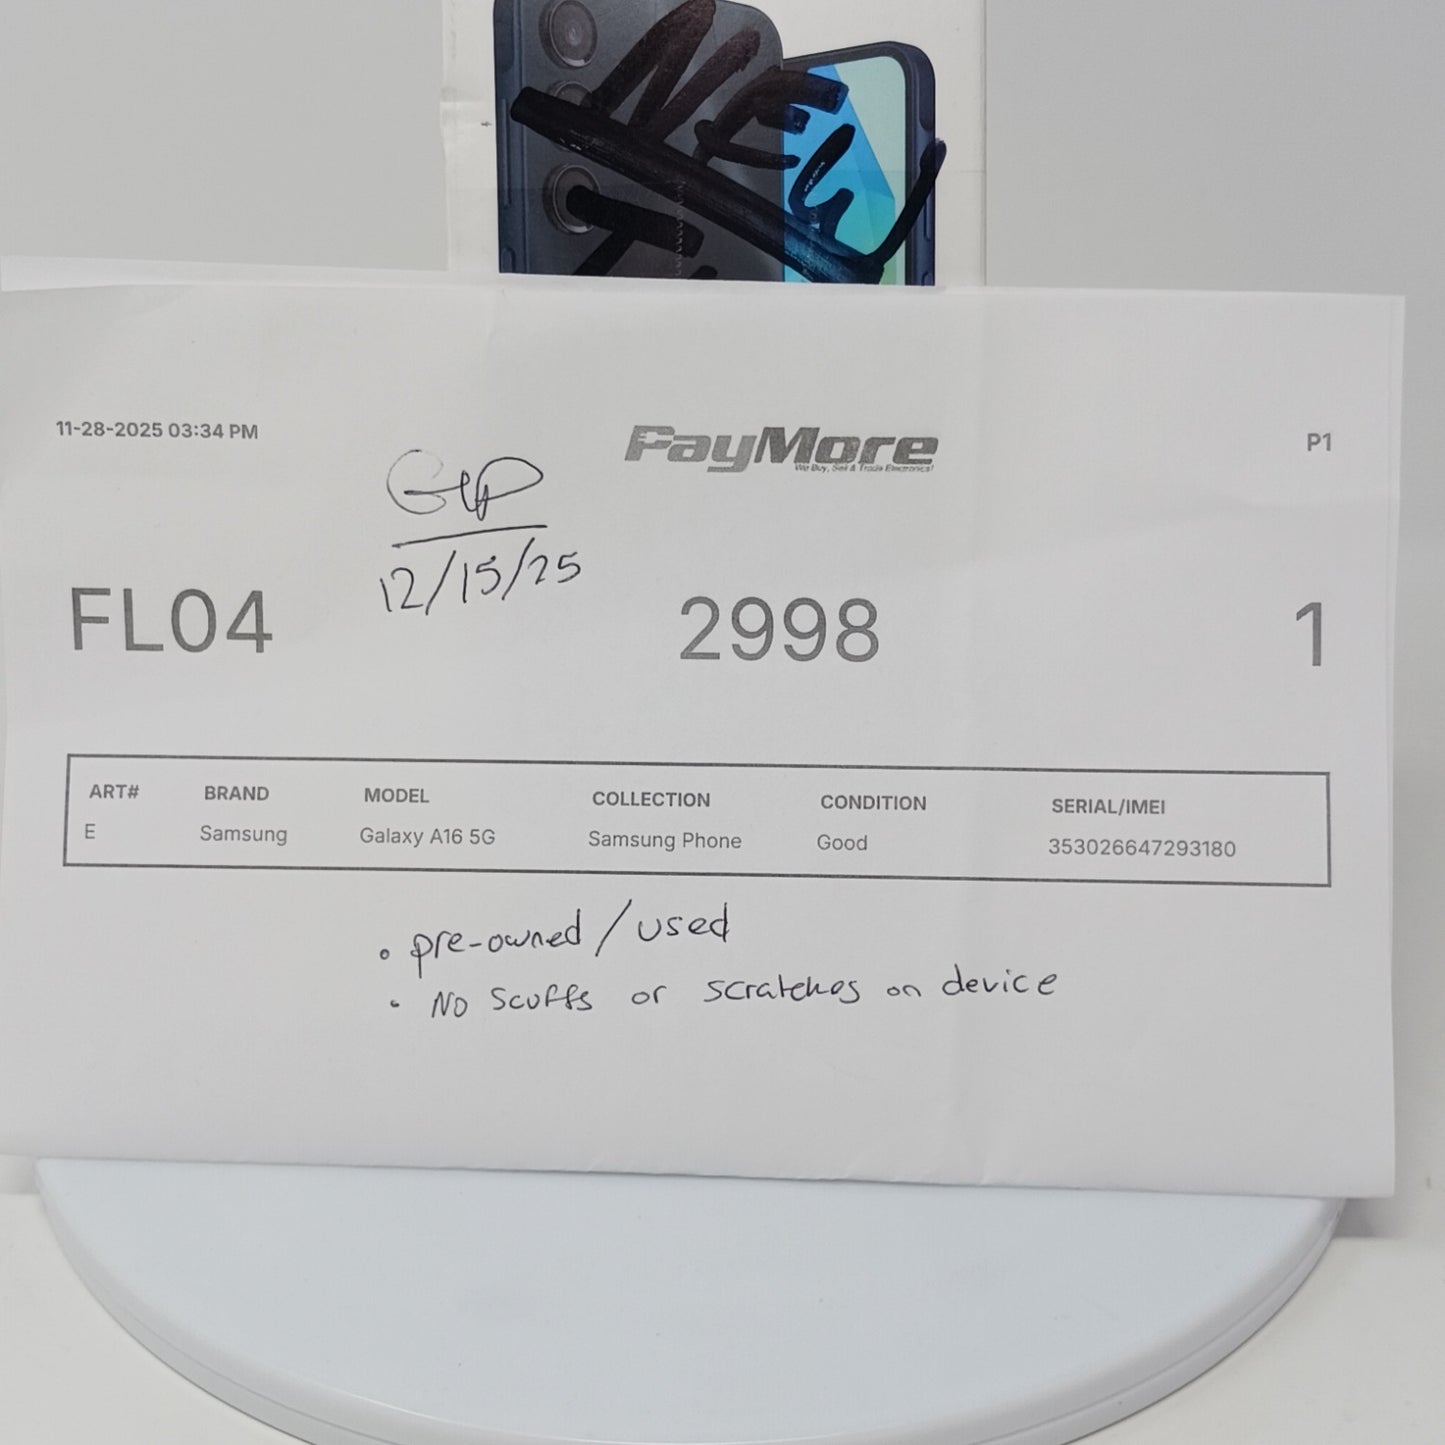 NEW
11-28-2025 03:34 PM
PayMore
We Buy, Sell & Trade Electronics!
P1
12/15/25
FL04
2998
1
ART# BRAND MODEL COLLECTION CONDITION SERIAL/IMEI
E Samsung Galaxy A16 5G Samsung Phone Good 353026647293180
• pre-owned / used
• No scuffs or scratches on device